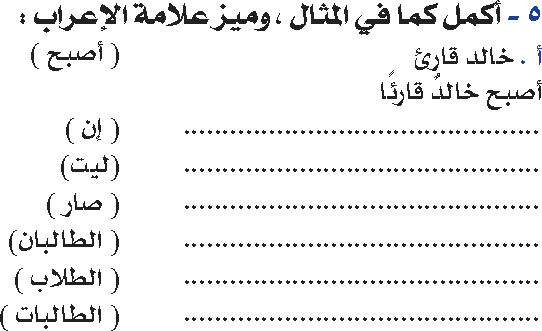 ٥ - أكمل كما في المثال ، وميز علامة الإعراب :
أ . خالد قارئ ( أصبح )
أصبح خالدٌ قارئًا
............................................ ( إن )
............................................ (ليت)
............................................ ( صار )
............................................ (الطالبان)
............................................ ( الطلاب )
............................................ ( الطالبات )